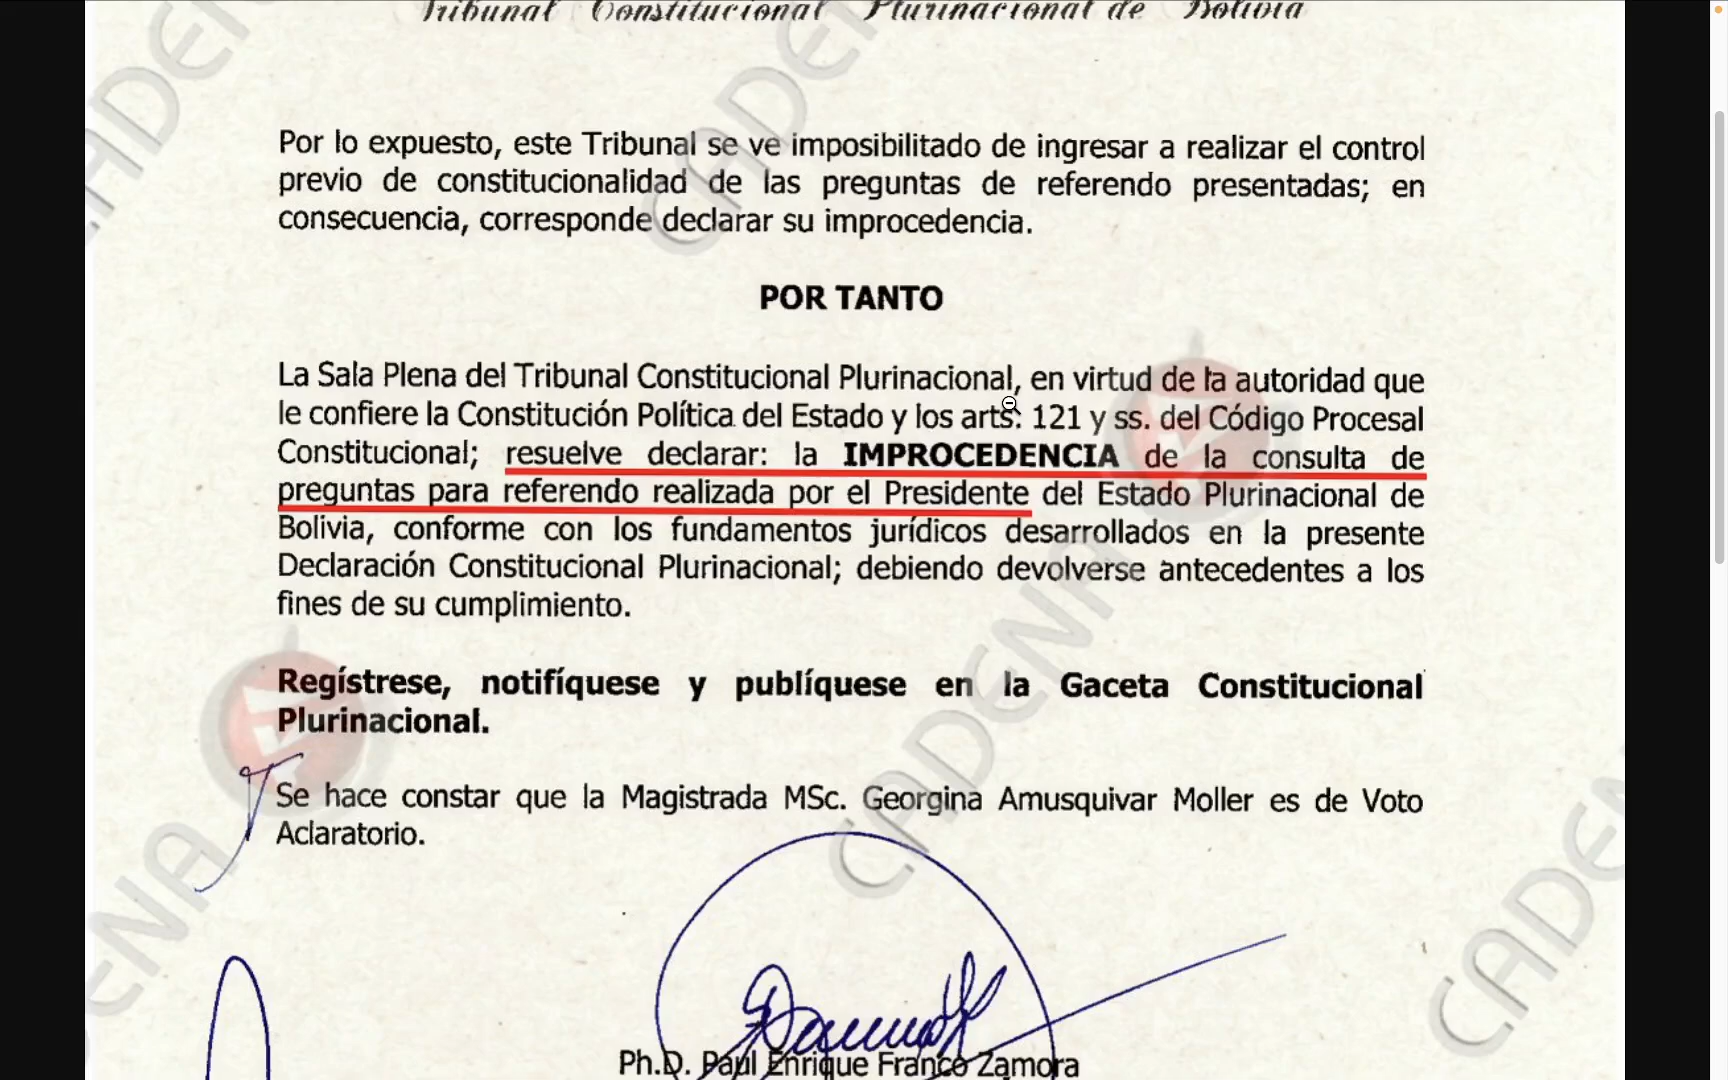 Tribunal Constitucional Plurinacional de Bolivia
Por lo expuesto, este Tribunal se ve imposibilitado de ingresar a realizar el control
previo de constitucionalidad de las preguntas de referendo presentadas; en
consecuencia, corresponde declarar su improcedencia.
POR TANTO
La Sala Plena del Tribunal Constitucional Plurinacional, en virtud de la autoridad que
le confiere la Constitución Política del Estado y los arts. 121 y ss. del Código Procesal
Constitucional; resuelve declarar: la IMPROCEDENCIA de la consulta de
preguntas para referendo realizada por el Presidente del Estado Plurinacional de
Bolivia, conforme con los fundamentos jurídicos desarrollados en la presente
Declaración Constitucional Plurinacional; debiendo devolverse antecedentes a los
fines de su cumplimiento.
Regístrese, notifíquese y publíquese en la Gaceta Constitucional
Plurinacional.
Se hace constar que la Magistrada MSc. Georgina Amusquivar Moller es de Voto
Aclaratorio.
Ph.D. Paul Enrique Franco Zamora
CADENA
CADENA
CADENA
CADENA
CADENA